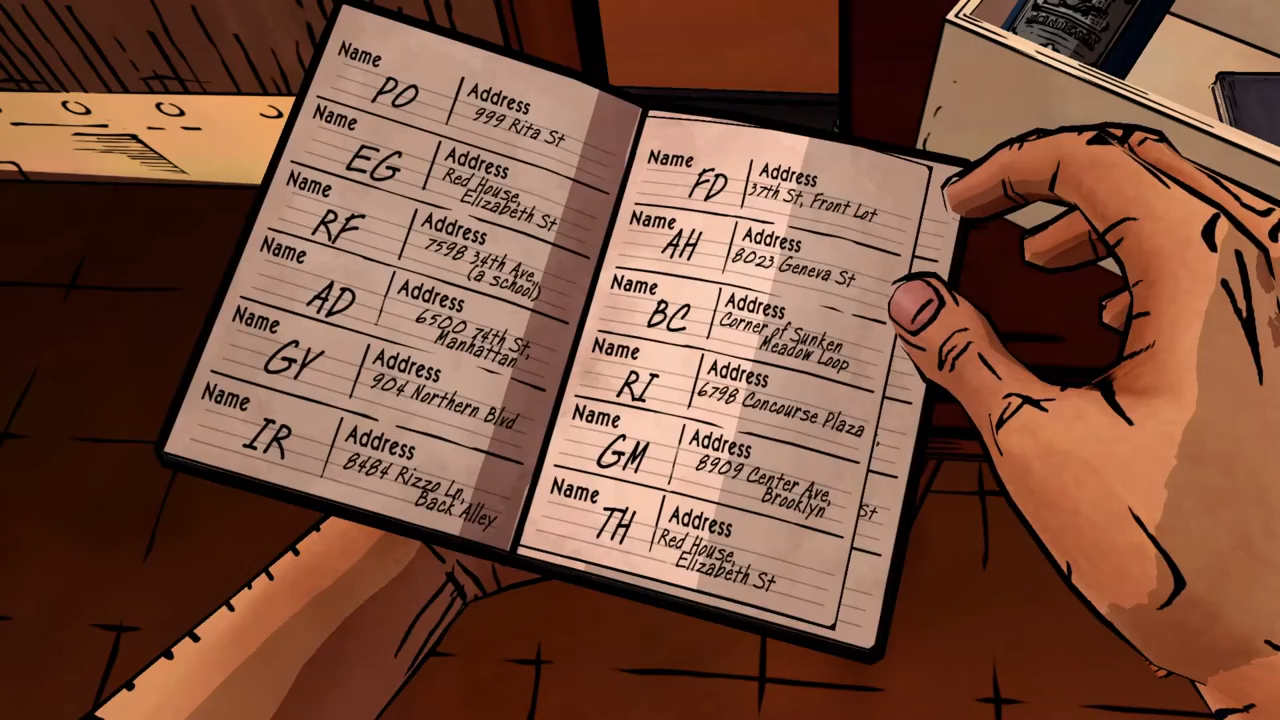 Name
PO
Address
999 Rita St
Name
EG
Address
Red House,
Elizabeth St
Name
RF
Address
7598 34th Ave,
(a school)
Name
AD
Address
6500 74th St,
Manhattan
Name
GY
Address
904 Northern Blvd
Name
IR
Address
8484 Rizzo Ln,
Back Alley
Name
FD
Address
37th St, Front Lot
Name
AH
Address
8023 Geneva St
Name
BC
Address
Corner of Sunken
Meadow Loop
Name
RI
Address
6798 Concourse Plaza
Name
GM
Address
8909 Center Ave,
Brooklyn
Name
TH
Address
Red House,
Elizabeth St
St